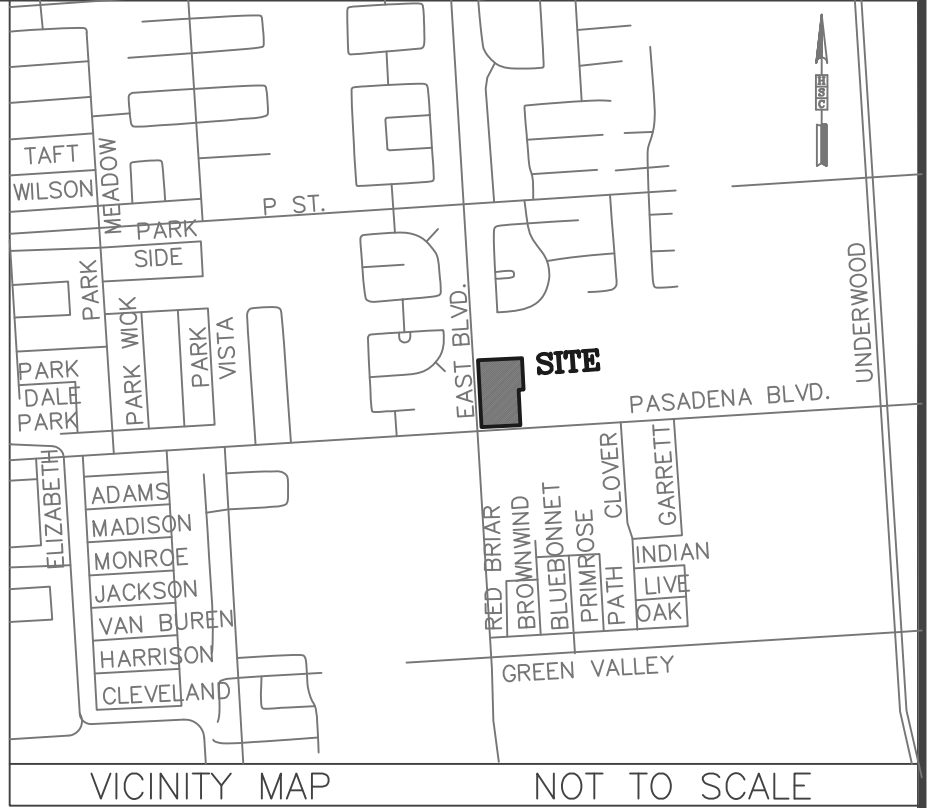 H
S
C
TAFT
WILSON
MEADOW
P ST.
PARK
SIDE
PARK
PARK WICK
PARK
VISTA
EAST BLVD.
SITE
UNDERWOOD
PARK
DALE
PARK
PASADENA BLVD.
ELIZABETH
ADAMS
MADISON
MONROE
JACKSON
VAN BUREN
HARRISON
CLEVELAND
RED BRIAR
BROWNWIND
BLUEBONNET
PRIMROSE
CLOVER
PATH
GARRETT
INDIAN
LIVE
OAK
GREEN VALLEY
VICINITY MAP
NOT TO SCALE